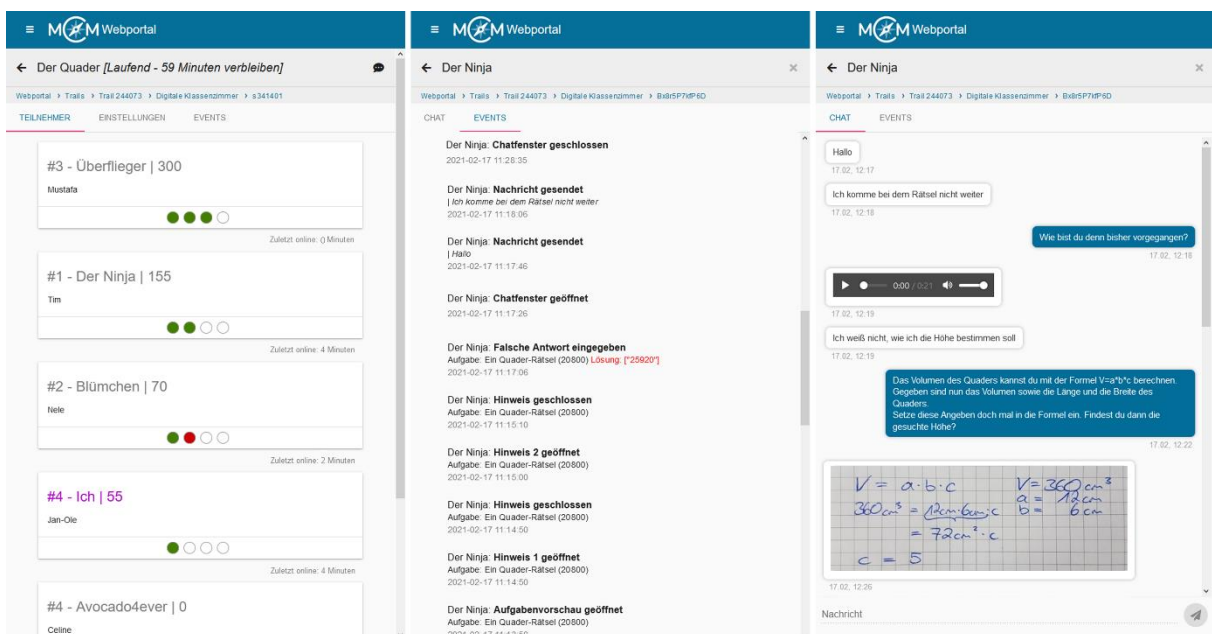 ≡ MCM Webportal
← Der Quader [Laufend - 59 Minuten verbleiben]
Webportal > Trails > Trail 244073 > Digitale Klassenzimmer > s341401
TEILNEHMER EINSTELLUNGEN EVENTS
#3 - Überflieger | 300
Mustafa
Zuletzt online: 0 Minuten
#1 - Der Ninja | 155
Tim
Zuletzt online: 4 Minuten
#2 - Blümchen | 70
Nele
Zuletzt online: 2 Minuten
#4 - Ich | 55
Jan-Ole
Zuletzt online: 4 Minuten
#4 - Avocado4ever | 0
Celine
≡ MCM Webportal
← Der Ninja ×
Webportal > Trails > Trail 244073 > Digitale Klassenzimmer > Bx8r5P7kfP6D
CHAT EVENTS
Der Ninja: Chatfenster geschlossen
2021-02-17 11:28:35
Der Ninja: Nachricht gesendet
| Ich komme bei dem Rätsel nicht weiter
2021-02-17 11:18:06
Der Ninja: Nachricht gesendet
| Hallo
2021-02-17 11:17:46
Der Ninja: Chatfenster geöffnet
2021-02-17 11:17:26
Der Ninja: Falsche Antwort eingegeben
Aufgabe: Ein Quader-Rätsel (20800) Lösung: ["25920"]
2021-02-17 11:17:06
Der Ninja: Hinweis geschlossen
Aufgabe: Ein Quader-Rätsel (20800)
2021-02-17 11:15:10
Der Ninja: Hinweis 2 geöffnet
Aufgabe: Ein Quader-Rätsel (20800)
2021-02-17 11:15:00
Der Ninja: Hinweis geschlossen
Aufgabe: Ein Quader-Rätsel (20800)
2021-02-17 11:14:50
Der Ninja: Hinweis 1 geöffnet
Aufgabe: Ein Quader-Rätsel (20800)
2021-02-17 11:14:50
Der Ninja: Aufgabenvorschau geöffnet
Aufgabe: Ein Quader-Rätsel (20800)
≡ MCM Webportal
← Der Ninja ×
Webportal > Trails > Trail 244073 > Digitale Klassenzimmer > Bx8r5P7kfP6D
CHAT EVENTS
Hallo
17.02, 12:17
Ich komme bei dem Rätsel nicht weiter
17.02, 12:18
Wie bist du denn bisher vorgegangen?
17.02, 12:18
0:00 / 0:21
17.02, 12:19
Ich weiß nicht, wie ich die Höhe bestimmen soll
17.02, 12:19
Das Volumen des Quaders kannst du mit der Formel V=a*b*c berechnen.
Gegeben sind nun das Volumen sowie die Länge und die Breite des
Quaders.
Setze diese Angeben doch mal in die Formel ein. Findest du dann die
gesuchte Höhe?
17.02, 12:22
V = a·b·c V = 360 cm³
360cm³ = 12cm·6cm·c a = 12cm
b = 6cm
= 72cm²·c
c = 5
17.02, 12:26
Nachricht